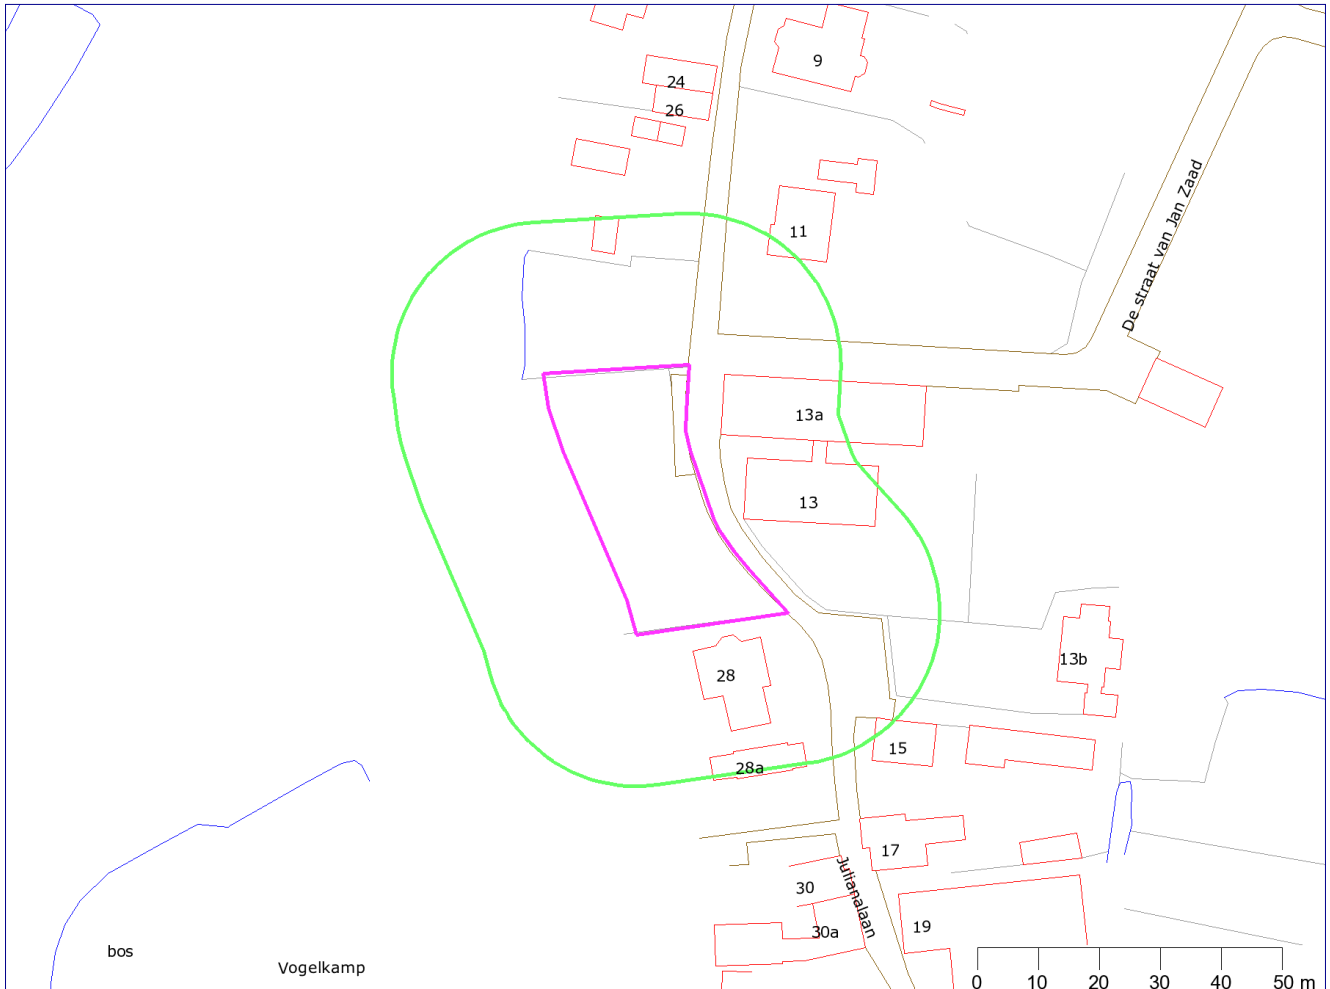 9
24
26
11
De straat van Jan Zaad
13a
13
13b
28
15
28a
17
Julianalaan
30
19
30a
bos
Vogelkamp
0 10 20 30 40 50 m